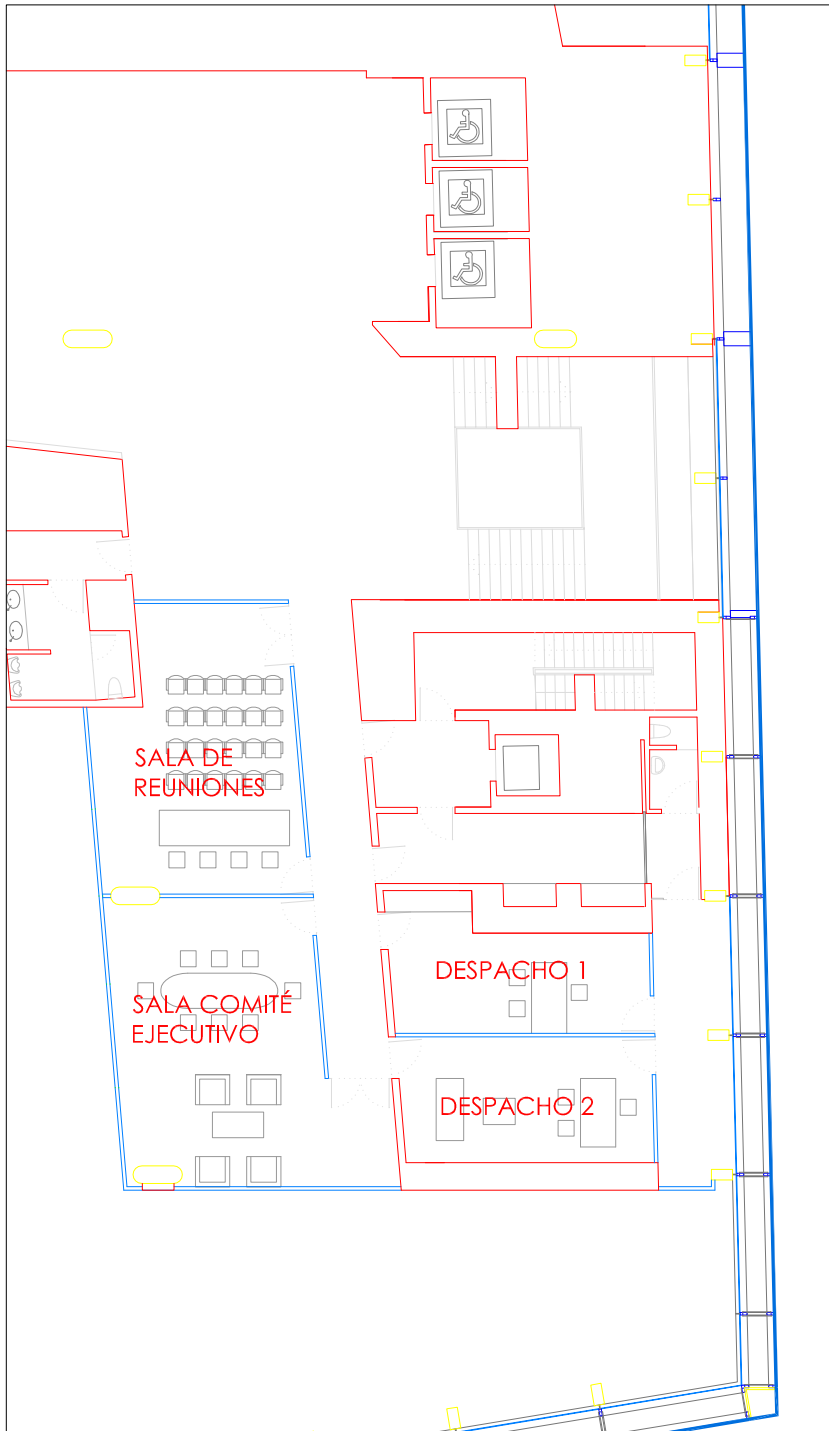 SALA DE
REUNIONES
DESPACHO 1
SALA COMITÉ
EJECUTIVO
DESPACHO 2